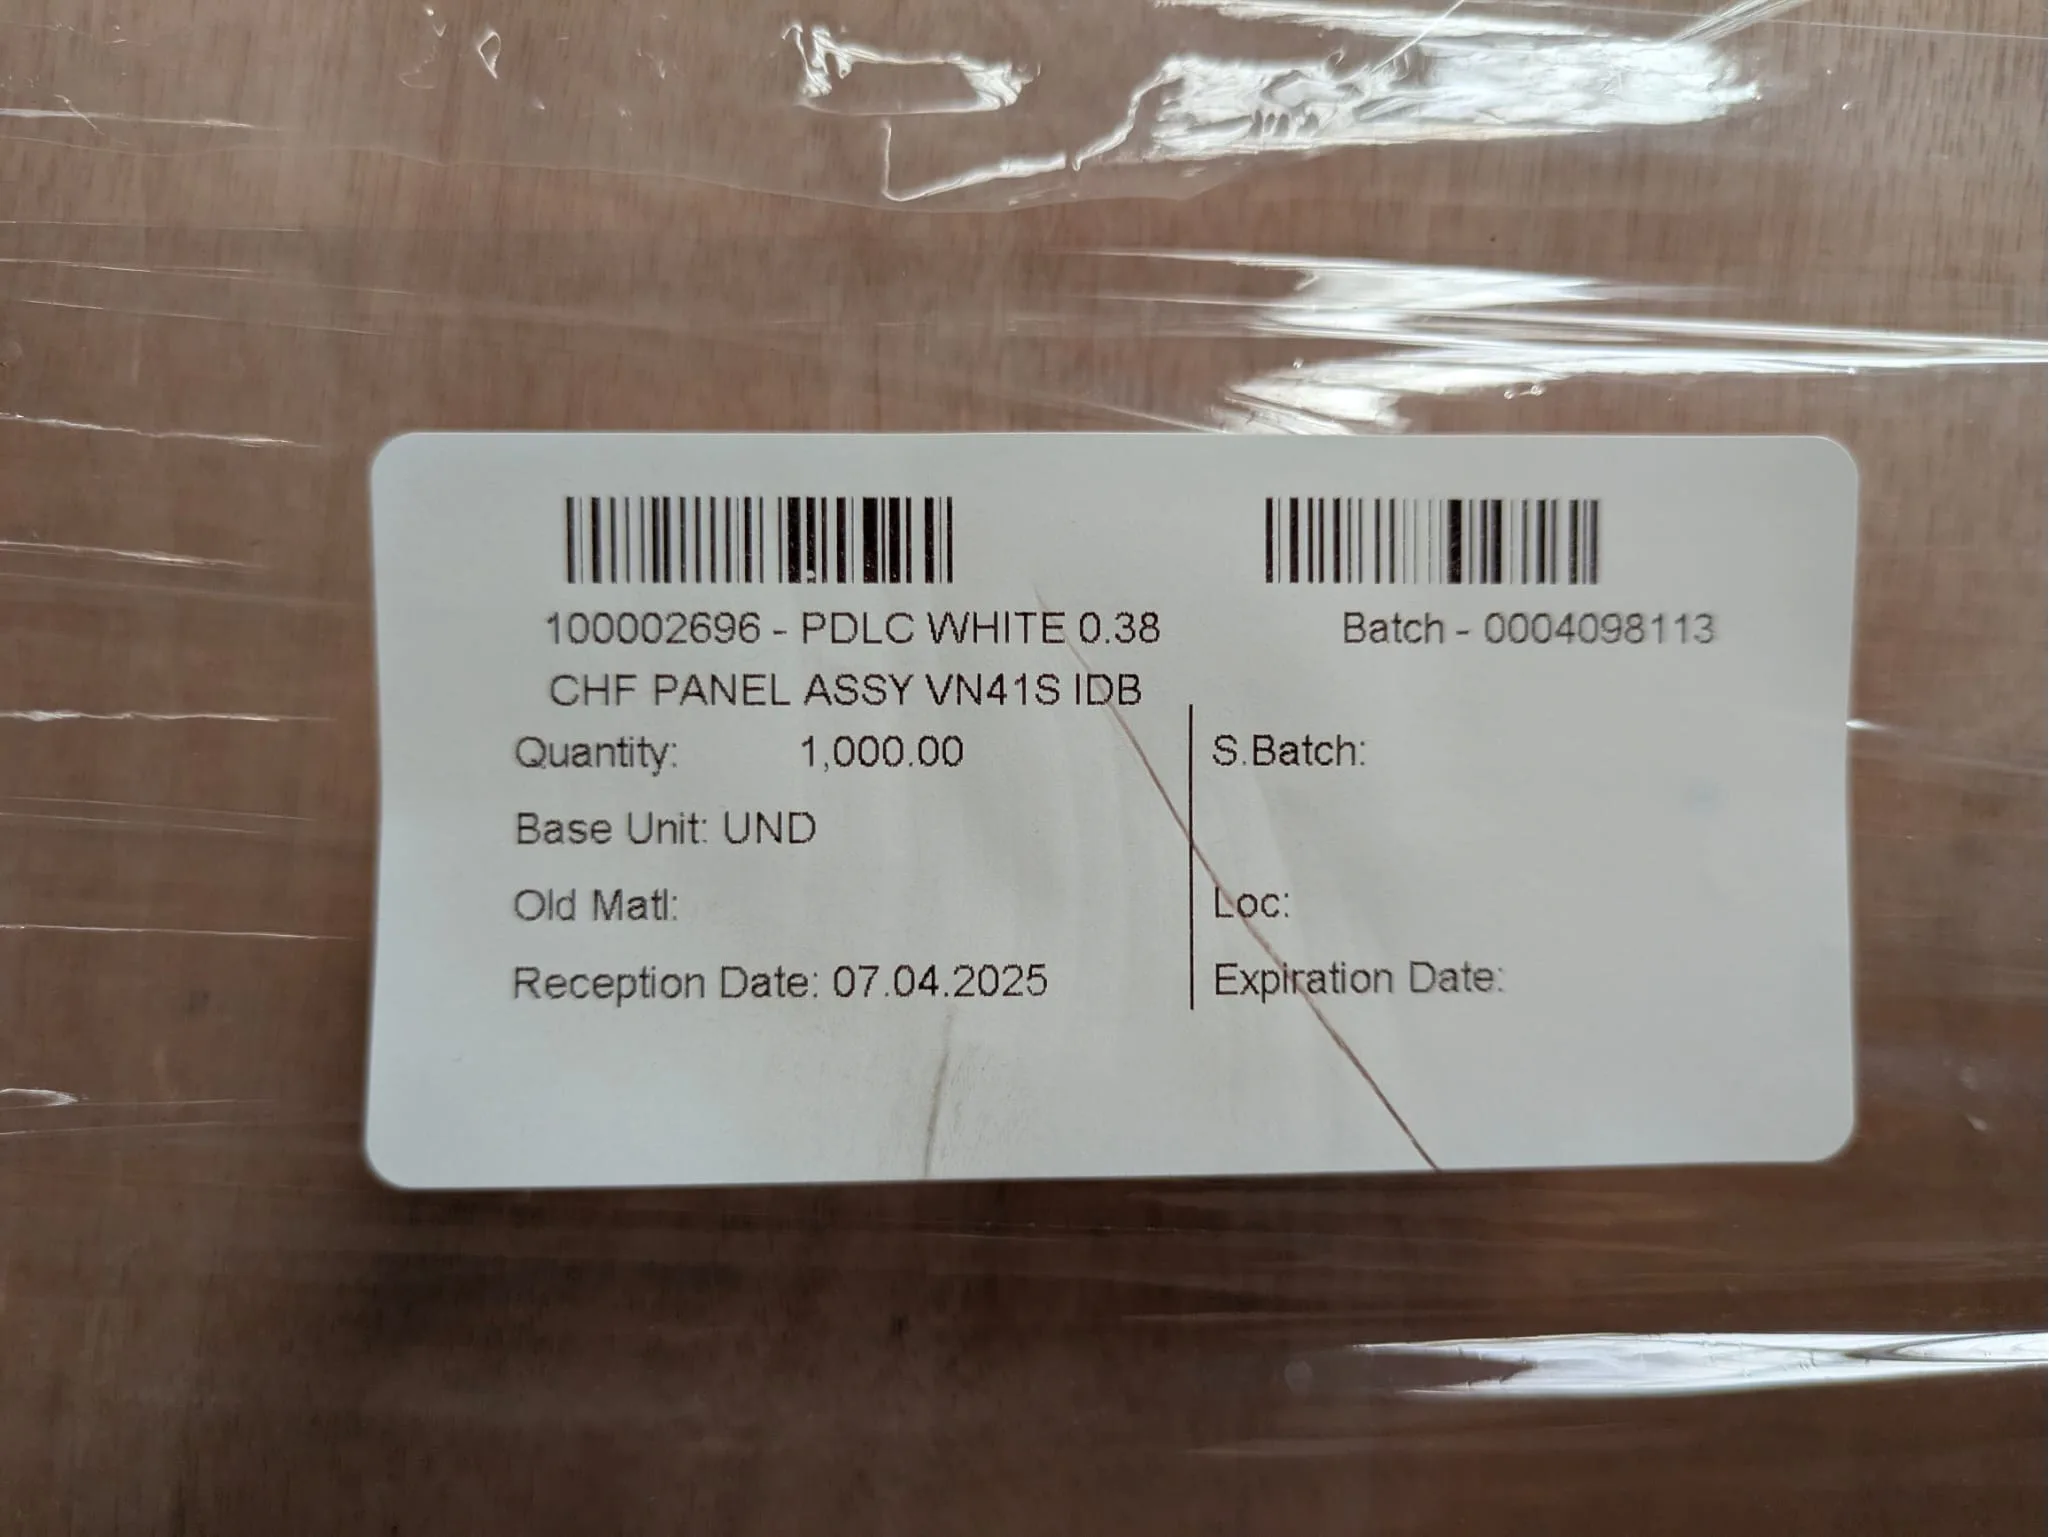 100002696 - PDLC WHITE 0.38
CHF PANEL ASSY VN41S IDB
Batch - 0004098113
Quantity: 1,000.00
S.Batch:
Base Unit: UND
Old Matl:
Loc:
Reception Date: 07.04.2025
Expiration Date: